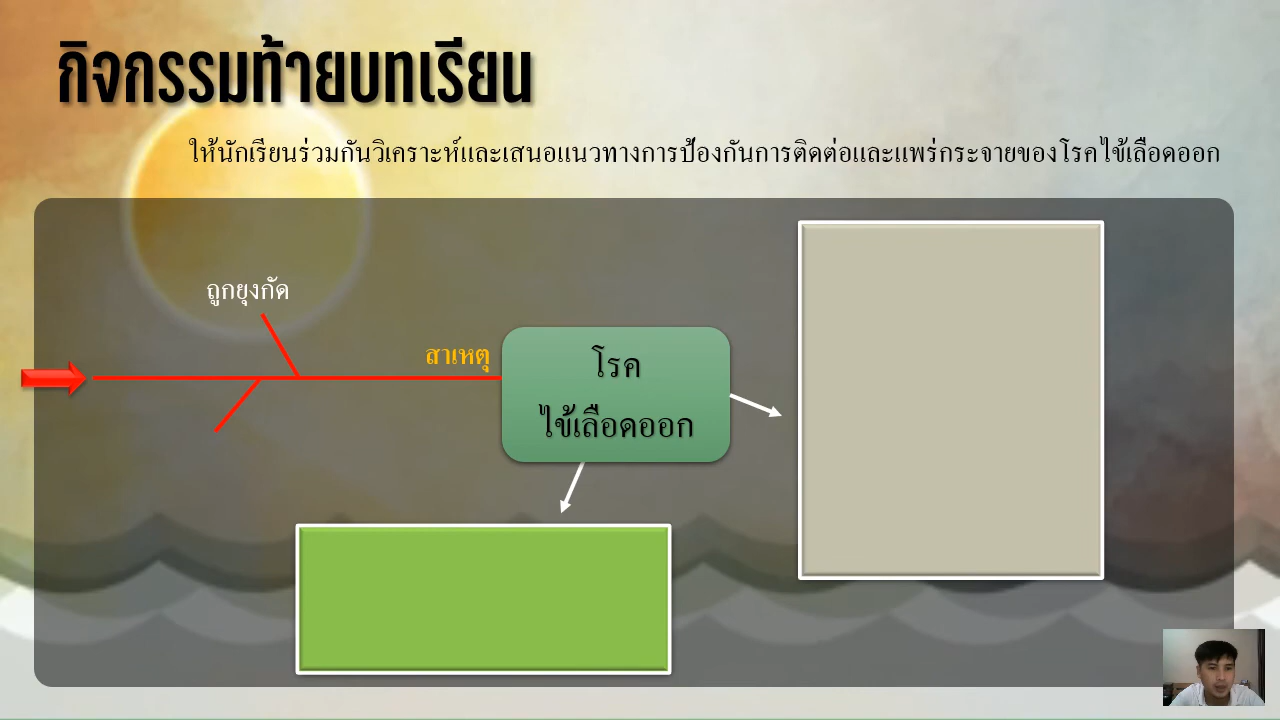 กิจกรรมท้ายบทเรียน
ให้นักเรียนร่วมกันวิเคราะห์และเสนอแนวทางการป้องกันการติดต่อและแพร่กระจายของโรคไข้เลือดออก
ถูกยุงกัด
สาเหตุ
โรค
ไข้เลือดออก